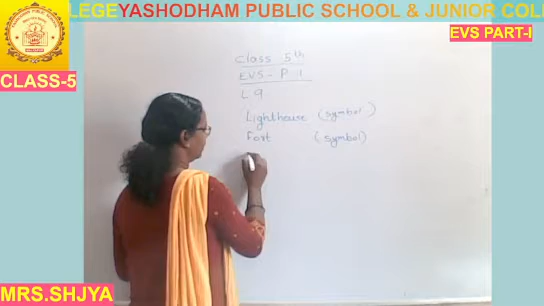 LEGEYASHODHAM PUBLIC SCHOOL & JUNIOR COLL
EVS PART-I
CLASS-5
Class 5th
EVS - P 1
L 9
Lighthouse (symbol)
Fort (symbol)
MRS.SHJYA